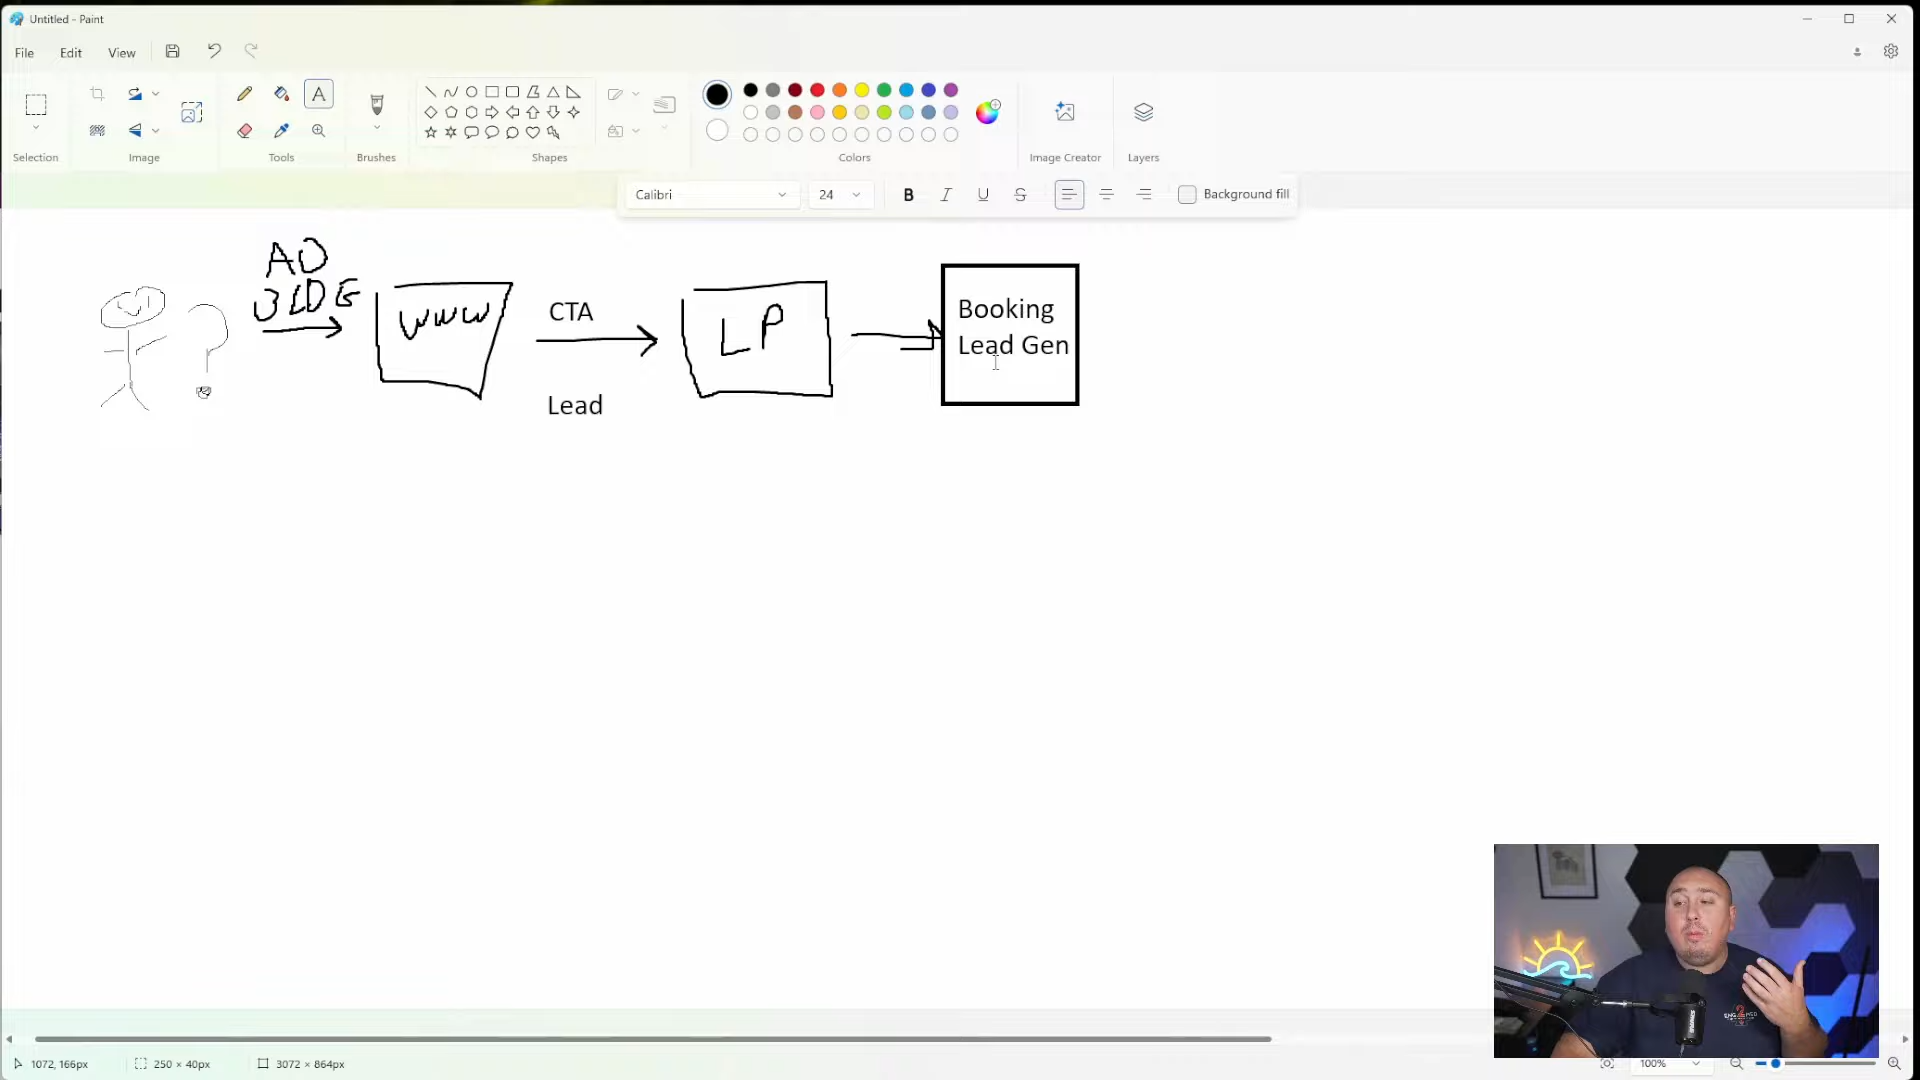 Untitled - Paint
File Edit View
Selection
Image
Tools
Brushes
Shapes
Colors
Image Creator
Layers
Calibri
24
B I U S
Background fill
AD
www
CTA
Lead
LP
Booking
Lead Gen
1072, 166px
250 × 40px
3072 × 864px
100%